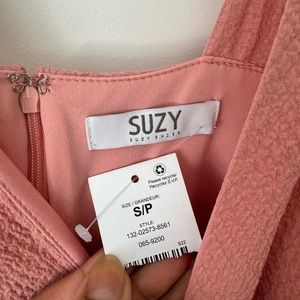 SUZY
SUZY SHIER
Please recycle/
Recyclez S.V.P.
SIZE / GRANDEUR:
S/P
STYLE:
132-02573-8561
065-9200
S22